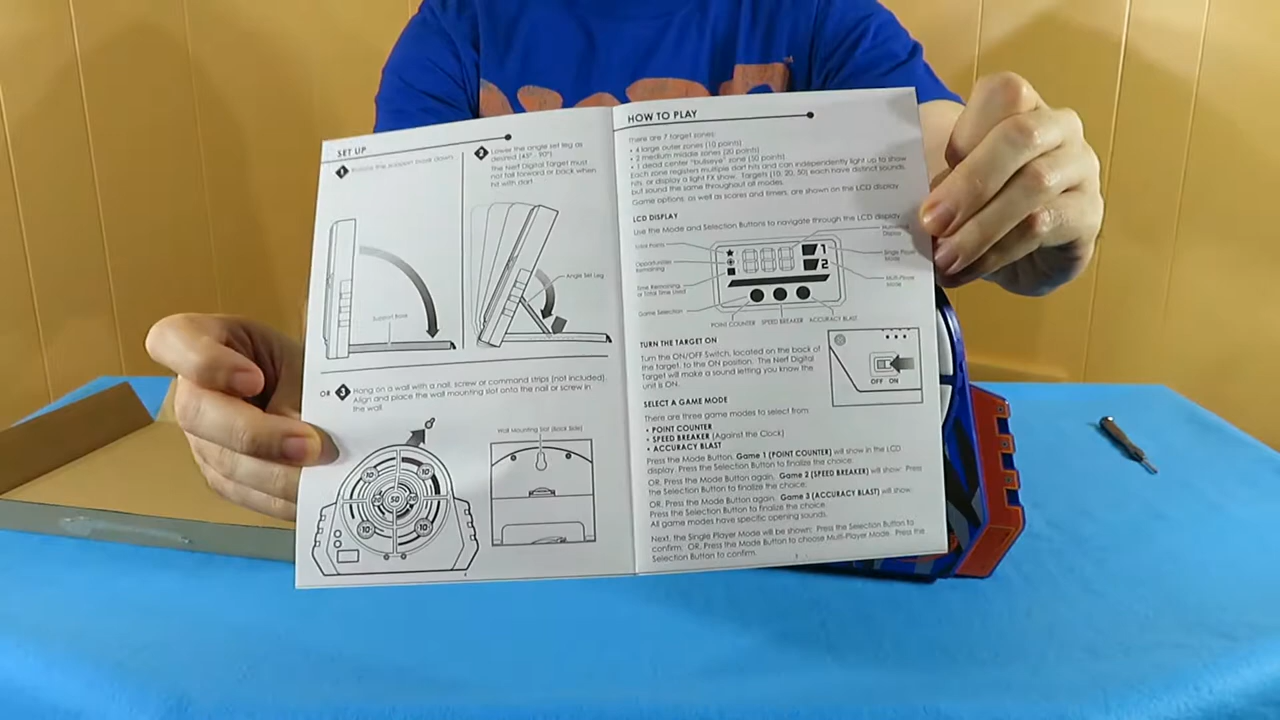 SET UP
1 Rotate the support base down.
2 Lower the angle set leg as
desired (45° - 90°)
The Nerf Digital Target must
not fall forward or back when
hit with dart
Angle Set Leg
Support Base
OR 3 Hang on a wall with a nail, screw or command strips (not included)
Align and place the wall mounting slot onto the nail or screw in
the wall
Wall Mounting Slot (Back Side)
10
10
20
50
20
10
10
HOW TO PLAY
There are 7 target zones:
• 4 large outer zones (10 points)
• 2 medium middle zones (20 points)
• 1 dead center "bullseye" zone (50 points)
Each zone registers multiple dart hits and can independently light up to show
hits, or display a light FX show. Targets (10, 20, 50) each have distinct sounds,
but sound the same throughout all modes.
Game options, as well as scores and timers, are shown on the LCD display
LCD DISPLAY
Use the Mode and Selection Buttons to navigate through the LCD display.
Total Points
Opportunities
Remaining
Time Remaining,
or Total Time Used
Game Selection
Display
Single Player
Mode
Multi-Player
Mode
1
2
POINT COUNTER SPEED BREAKER ACCURACY BLAST
TURN THE TARGET ON
Turn the ON/OFF Switch, located on the back of
the target, to the ON position. The Nerf Digital
Target will make a sound letting you know the
unit is ON.
OFF ON
SELECT A GAME MODE
There are three game modes to select from:
• POINT COUNTER
• SPEED BREAKER (Against the Clock)
• ACCURACY BLAST
Press the Mode Button. Game 1 (POINT COUNTER) will show in the LCD
display. Press the Selection Button to finalize the choice.
OR, Press the Mode Button again. Game 2 (SPEED BREAKER) will show. Press
the Selection Button to finalize the choice.
OR, Press the Mode Button again. Game 3 (ACCURACY BLAST) will show.
Press the Selection Button to finalize the choice.
All game modes have specific opening sounds.
Next, the Single Player Mode will be shown. Press the Selection Button to
confirm. OR, Press the Mode Button to choose Multi-Player Mode. Press the
Selection Button to confirm.